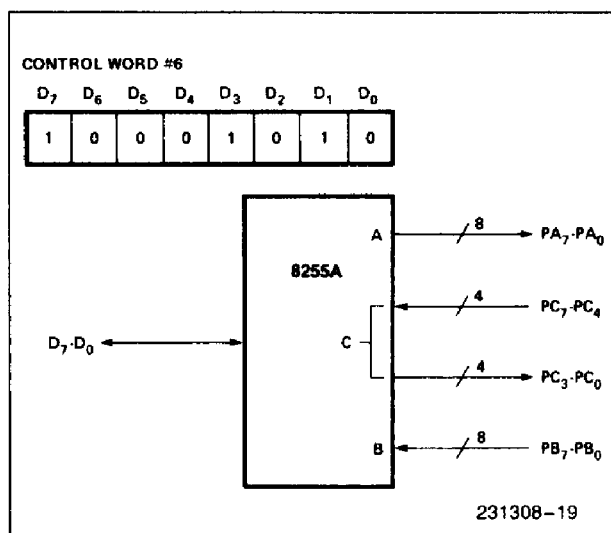 CONTROL WORD #6
D7 D6 D5 D4 D3 D2 D1 D0
1 0 0 0 1 0 1 0
A 8 PA7-PA0
8255A
4 PC7-PC4
D7-D0 C
4 PC3-PC0
B 8 PB7-PB0
231308-19